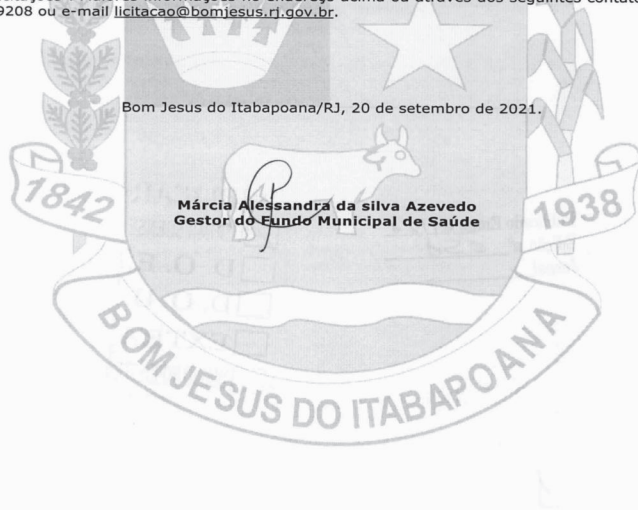 9208 ou e-mail licitacao@bomjesus.rj.gov.br.
Bom Jesus do Itabapoana/RJ, 20 de setembro de 2021.
Márcia Alessandra da silva Azevedo
Gestor do Fundo Municipal de Saúde
1842
1938
BOM JESUS DO ITABAPOANA